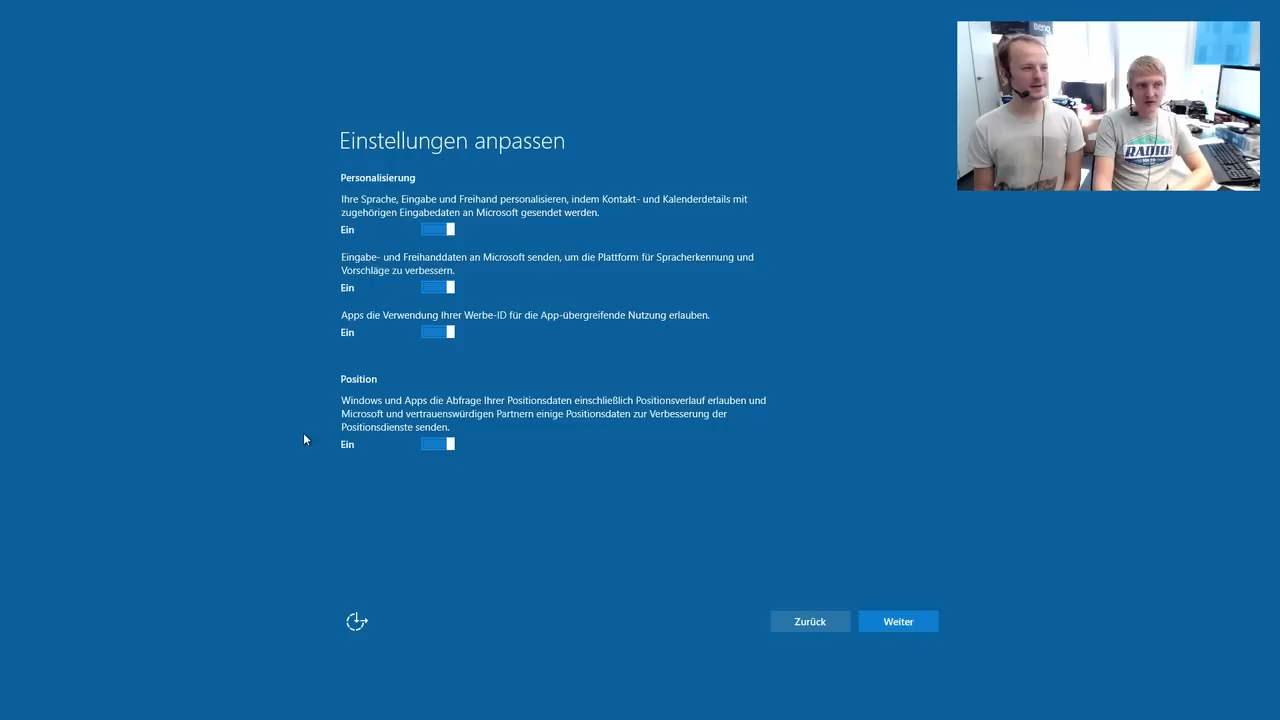 Einstellungen anpassen
Personalisierung
Ihre Sprache, Eingabe und Freihand personalisieren, indem Kontakt- und Kalenderdetails mit
zugehörigen Eingabedaten an Microsoft gesendet werden.
Ein
Eingabe- und Freihanddaten an Microsoft senden, um die Plattform für Spracherkennung und
Vorschläge zu verbessern.
Ein
Apps die Verwendung Ihrer Werbe-ID für die App-übergreifende Nutzung erlauben.
Ein
Position
Windows und Apps die Abfrage Ihrer Positionsdaten einschließlich Positionsverlauf erlauben und
Microsoft und vertrauenswürdigen Partnern einige Positionsdaten zur Verbesserung der
Positionsdienste senden.
Ein
Zurück
Weiter
BenQ
RADIO